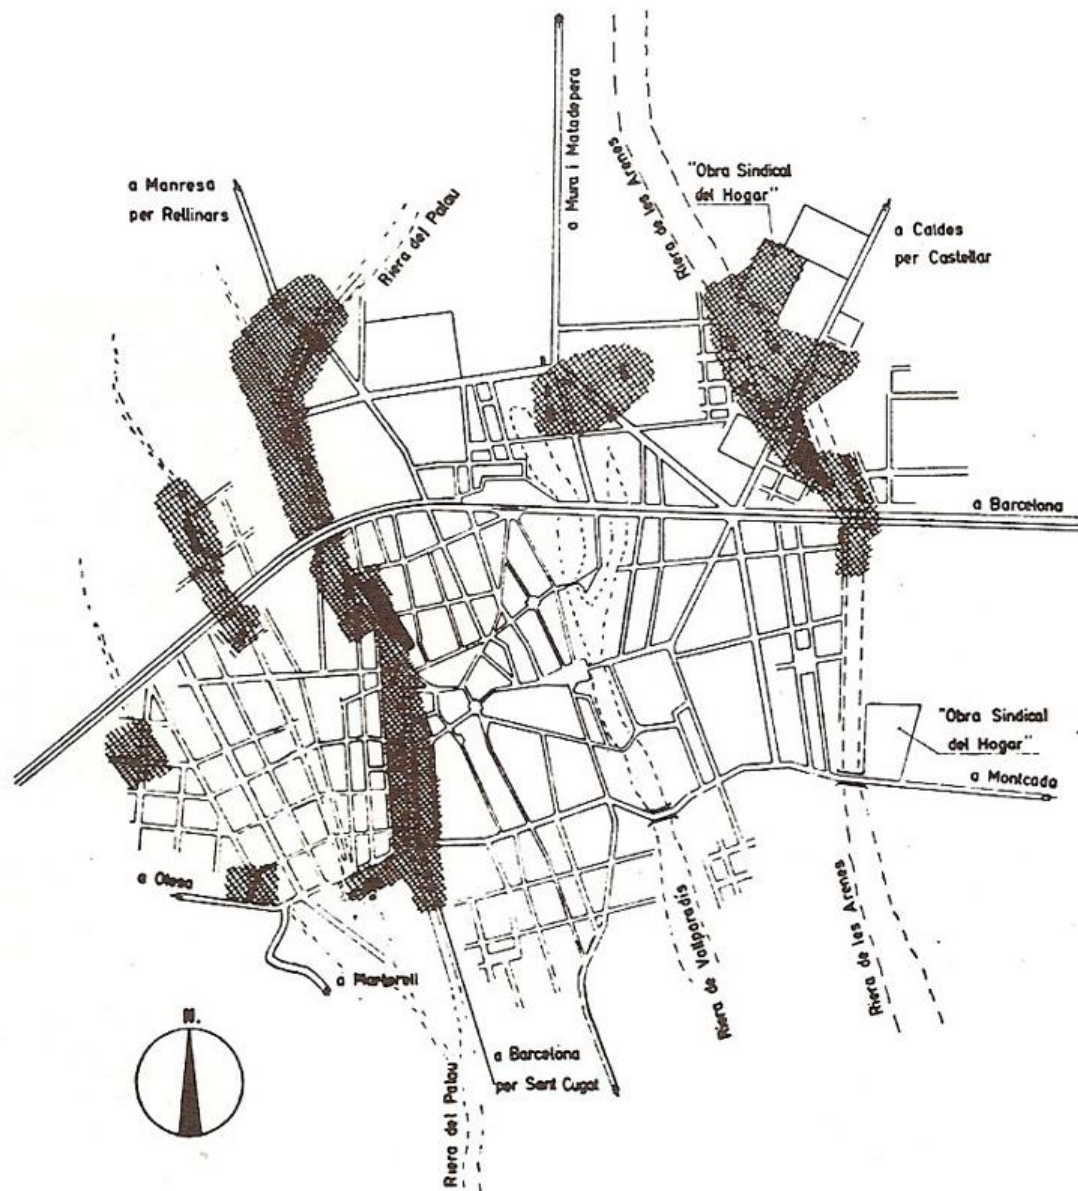 a Mura i Matadepera
Riera de les Arenes
"Obra Sindical
del Hogar"
a Manresa
per Rellinars
Riera del Palau
a Caldes
per Castellar
a Barcelona
"Obra Sindical
del Hogar"
a Montcada
a Olesa
a Martorell
Riera de Vallparadís
Riera de les Arenes
N.
a Barcelona
per Sant Cugat
Riera del Palau